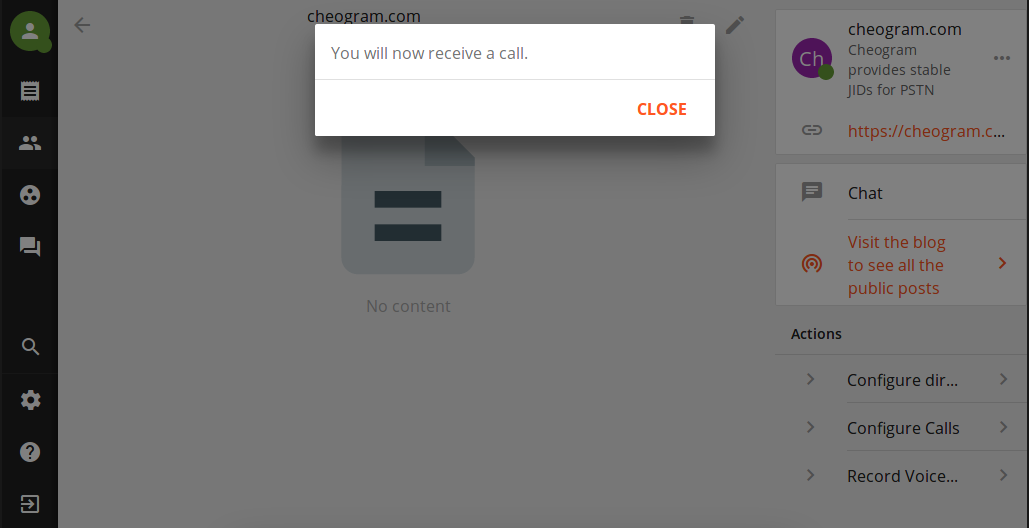 cheogram.com
You will now receive a call.
CLOSE
No content
Ch
cheogram.com
Cheogram
provides stable
JIDs for PSTN
https://cheogram.c...
Chat
Visit the blog
to see all the
public posts
Actions
Configure dir...
Configure Calls
Record Voice...